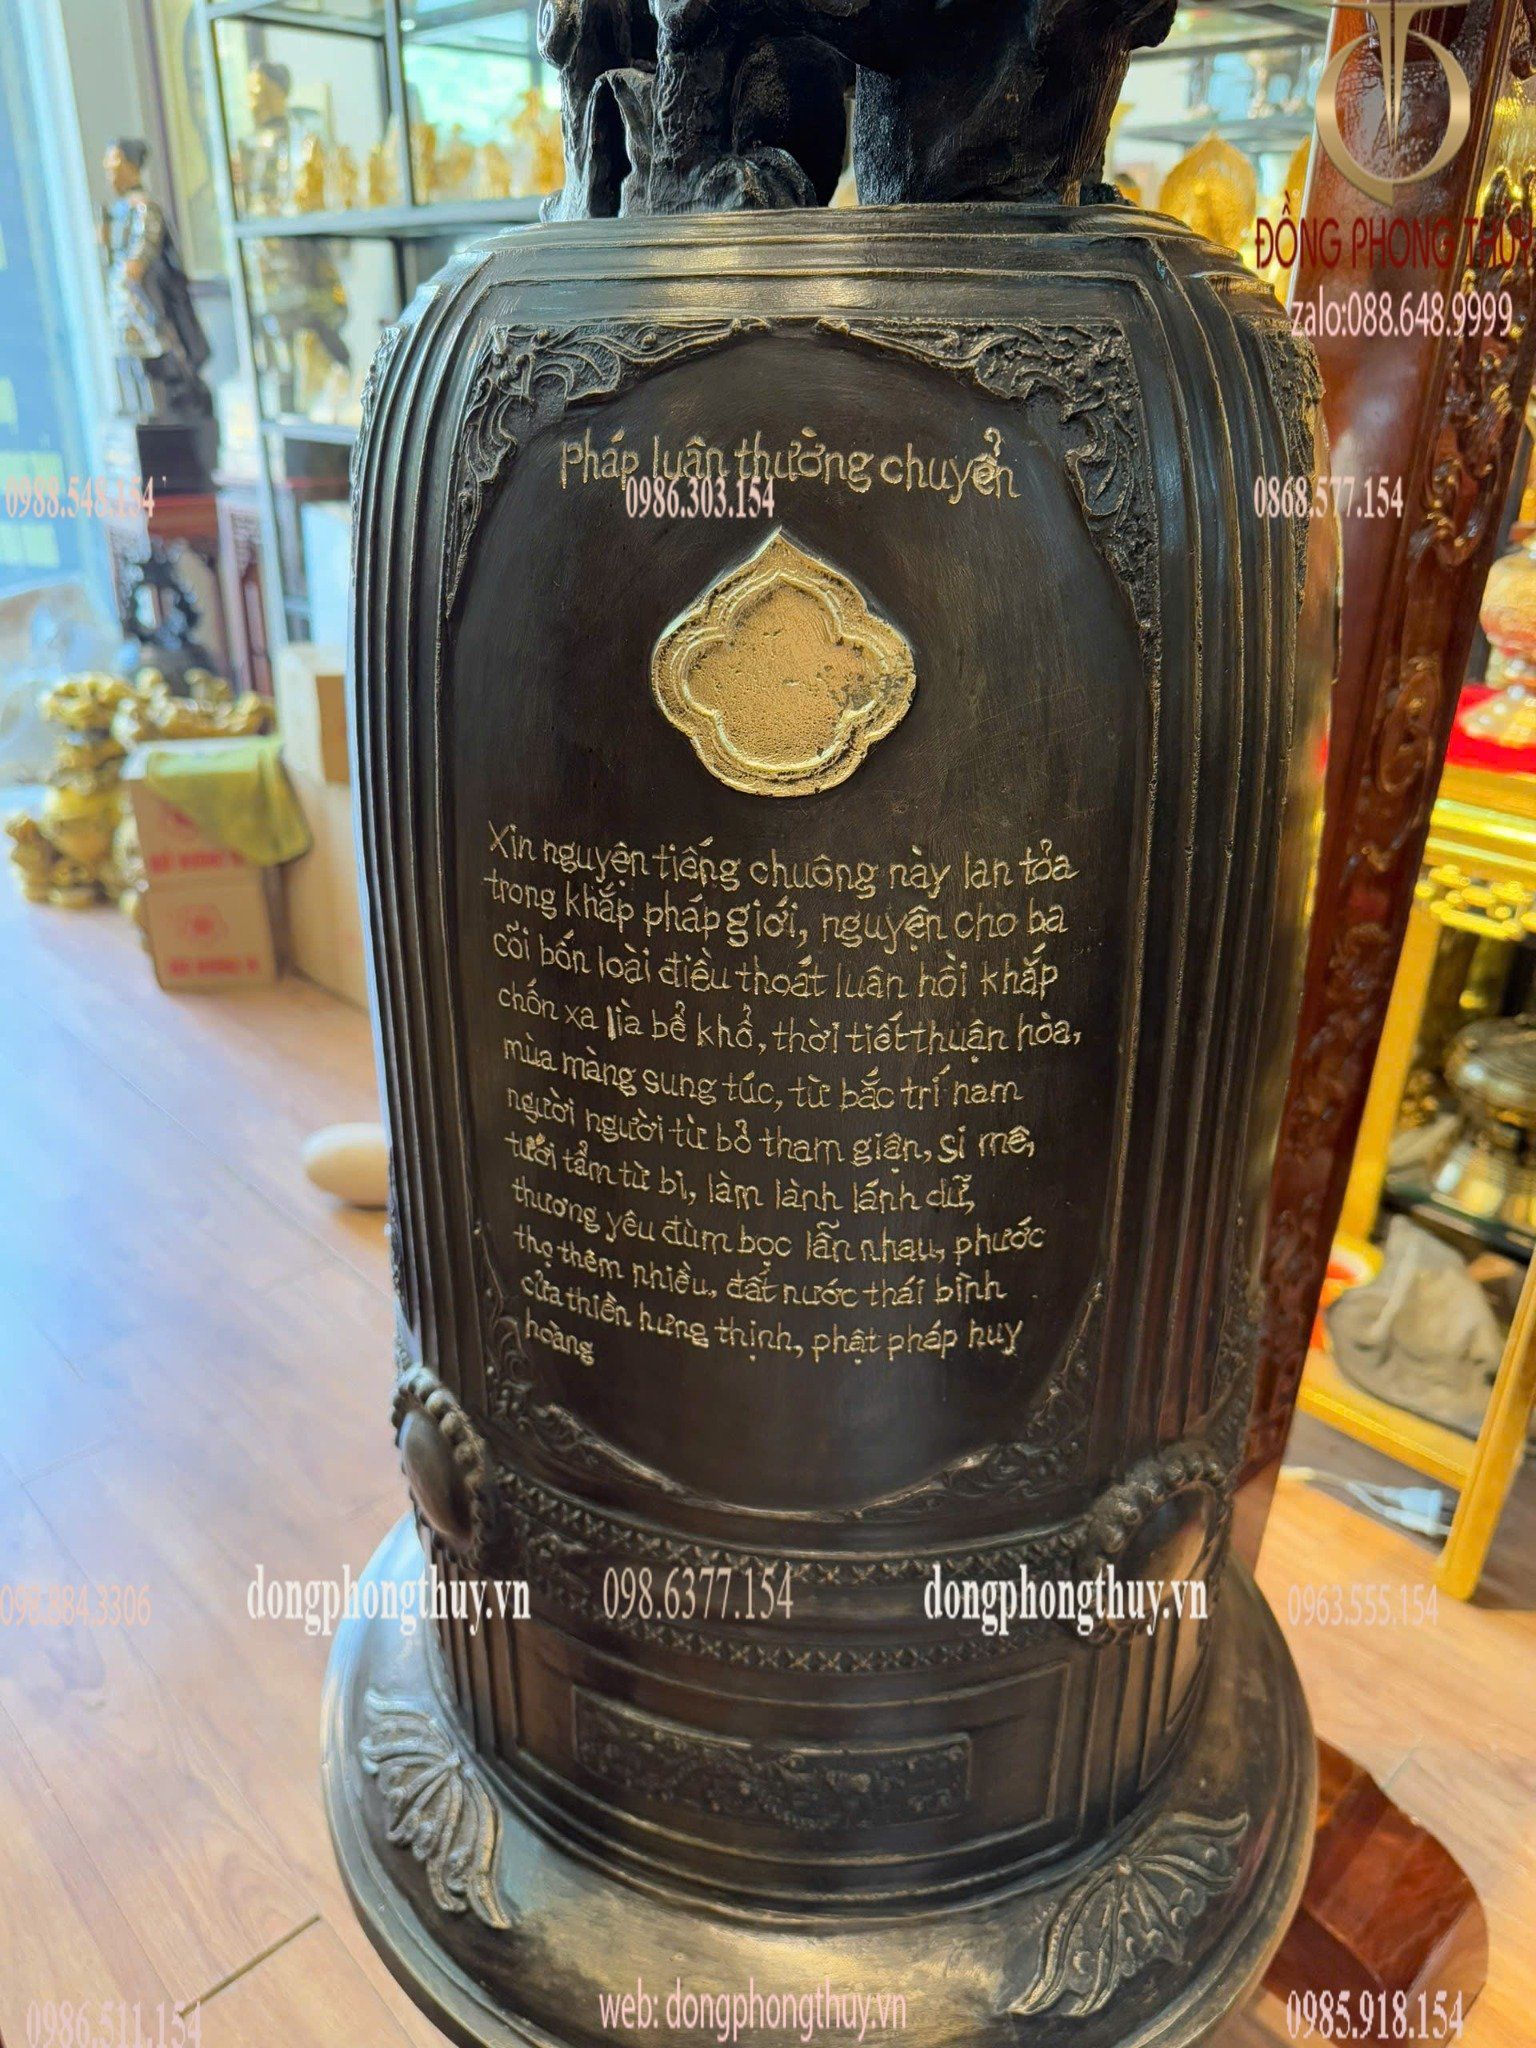 ĐỒNG PHONG THỦY
zalo:088.648.9999
Pháp luân thường chuyển
0988.548.154
0986.303.154
0868.577.154
Xin nguyện tiếng chuông này lan tỏa
trong khắp pháp giới, nguyện cho ba
cõi bốn loài điều thoát luân hồi khắp
chốn xa lìa bể khổ, thời tiết thuận hòa,
mùa màng sung túc, từ bắc trí nam
người người từ bỏ tham giận, si mê,
tưới tẩm từ bi, làm lành lánh dữ,
thương yêu đùm bọc lẫn nhau, phước
thọ thêm nhiều, đất nước thái bình
cửa thiền hưng thịnh, phật pháp huy
hoàng
098.884.3306
dongphongthuy.vn
098.6377.154
dongphongthuy.vn
0963.555.154
0986.511.154
web: dongphongthuy.vn
0985.918.154